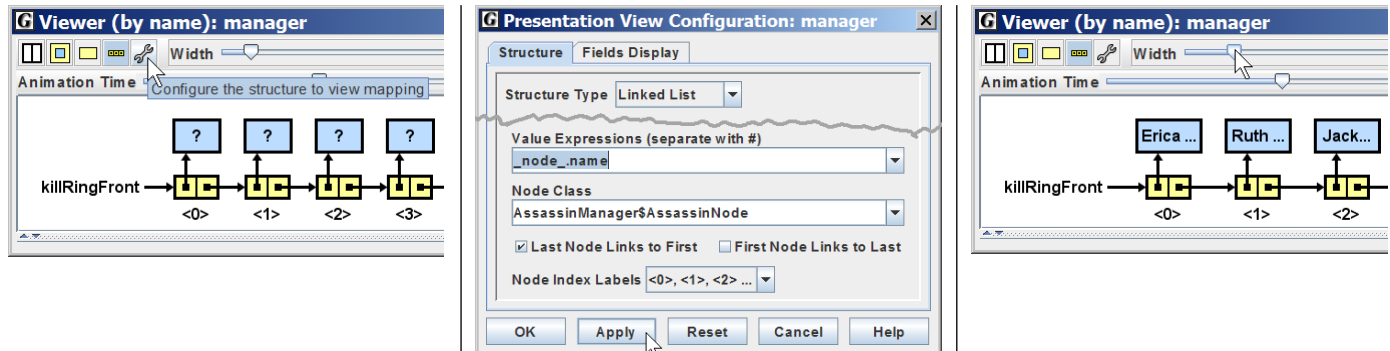 G Viewer (by name): manager
Width
Animation Time
Configure the structure to view mapping
? ? ? ?
killRingFront
<0> <1> <2> <3>
G Presentation View Configuration: manager
Structure Fields Display
Structure Type Linked List
Value Expressions (separate with #)
_node_.name
Node Class
AssassinManager$AssassinNode
Last Node Links to First First Node Links to Last
Node Index Labels <0>, <1>, <2> ...
OK Apply Reset Cancel Help
G Viewer (by name): manager
Width
Animation Time
Erica ... Ruth ... Jack...
killRingFront
<0> <1> <2>